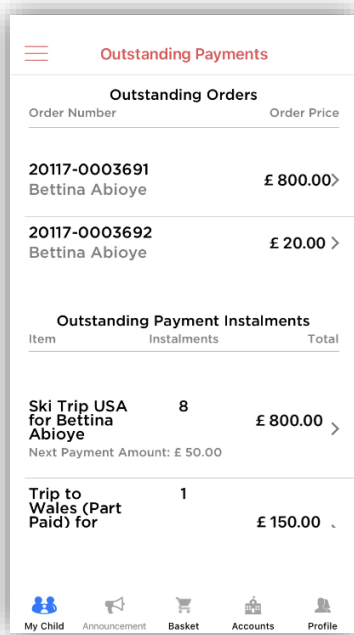 Outstanding Payments
Outstanding Orders
Order Number Order Price
20117-0003691
Bettina Abioye
£ 800.00
20117-0003692
Bettina Abioye
£ 20.00
Outstanding Payment Instalments
Item Instalments Total
Ski Trip USA
for Bettina
Abioye
8
£ 800.00
Next Payment Amount: £ 50.00
Trip to
Wales (Part
Paid) for
1
£ 150.00
My Child Announcement Basket Accounts Profile